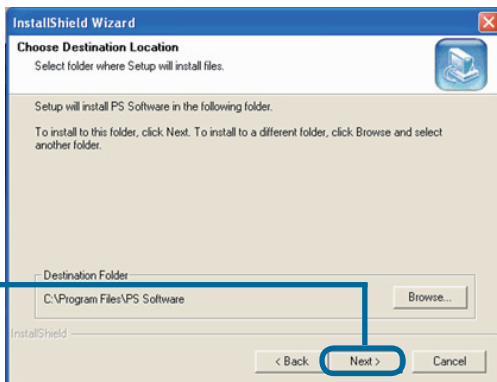 InstallShield Wizard
Choose Destination Location
Select folder where Setup will install files.
Setup will install PS Software in the following folder.
To install to this folder, click Next. To install to a different folder, click Browse and select
another folder.
Destination Folder
C:\Program Files\PS Software
Browse...
InstallShield
< Back
Next >
Cancel